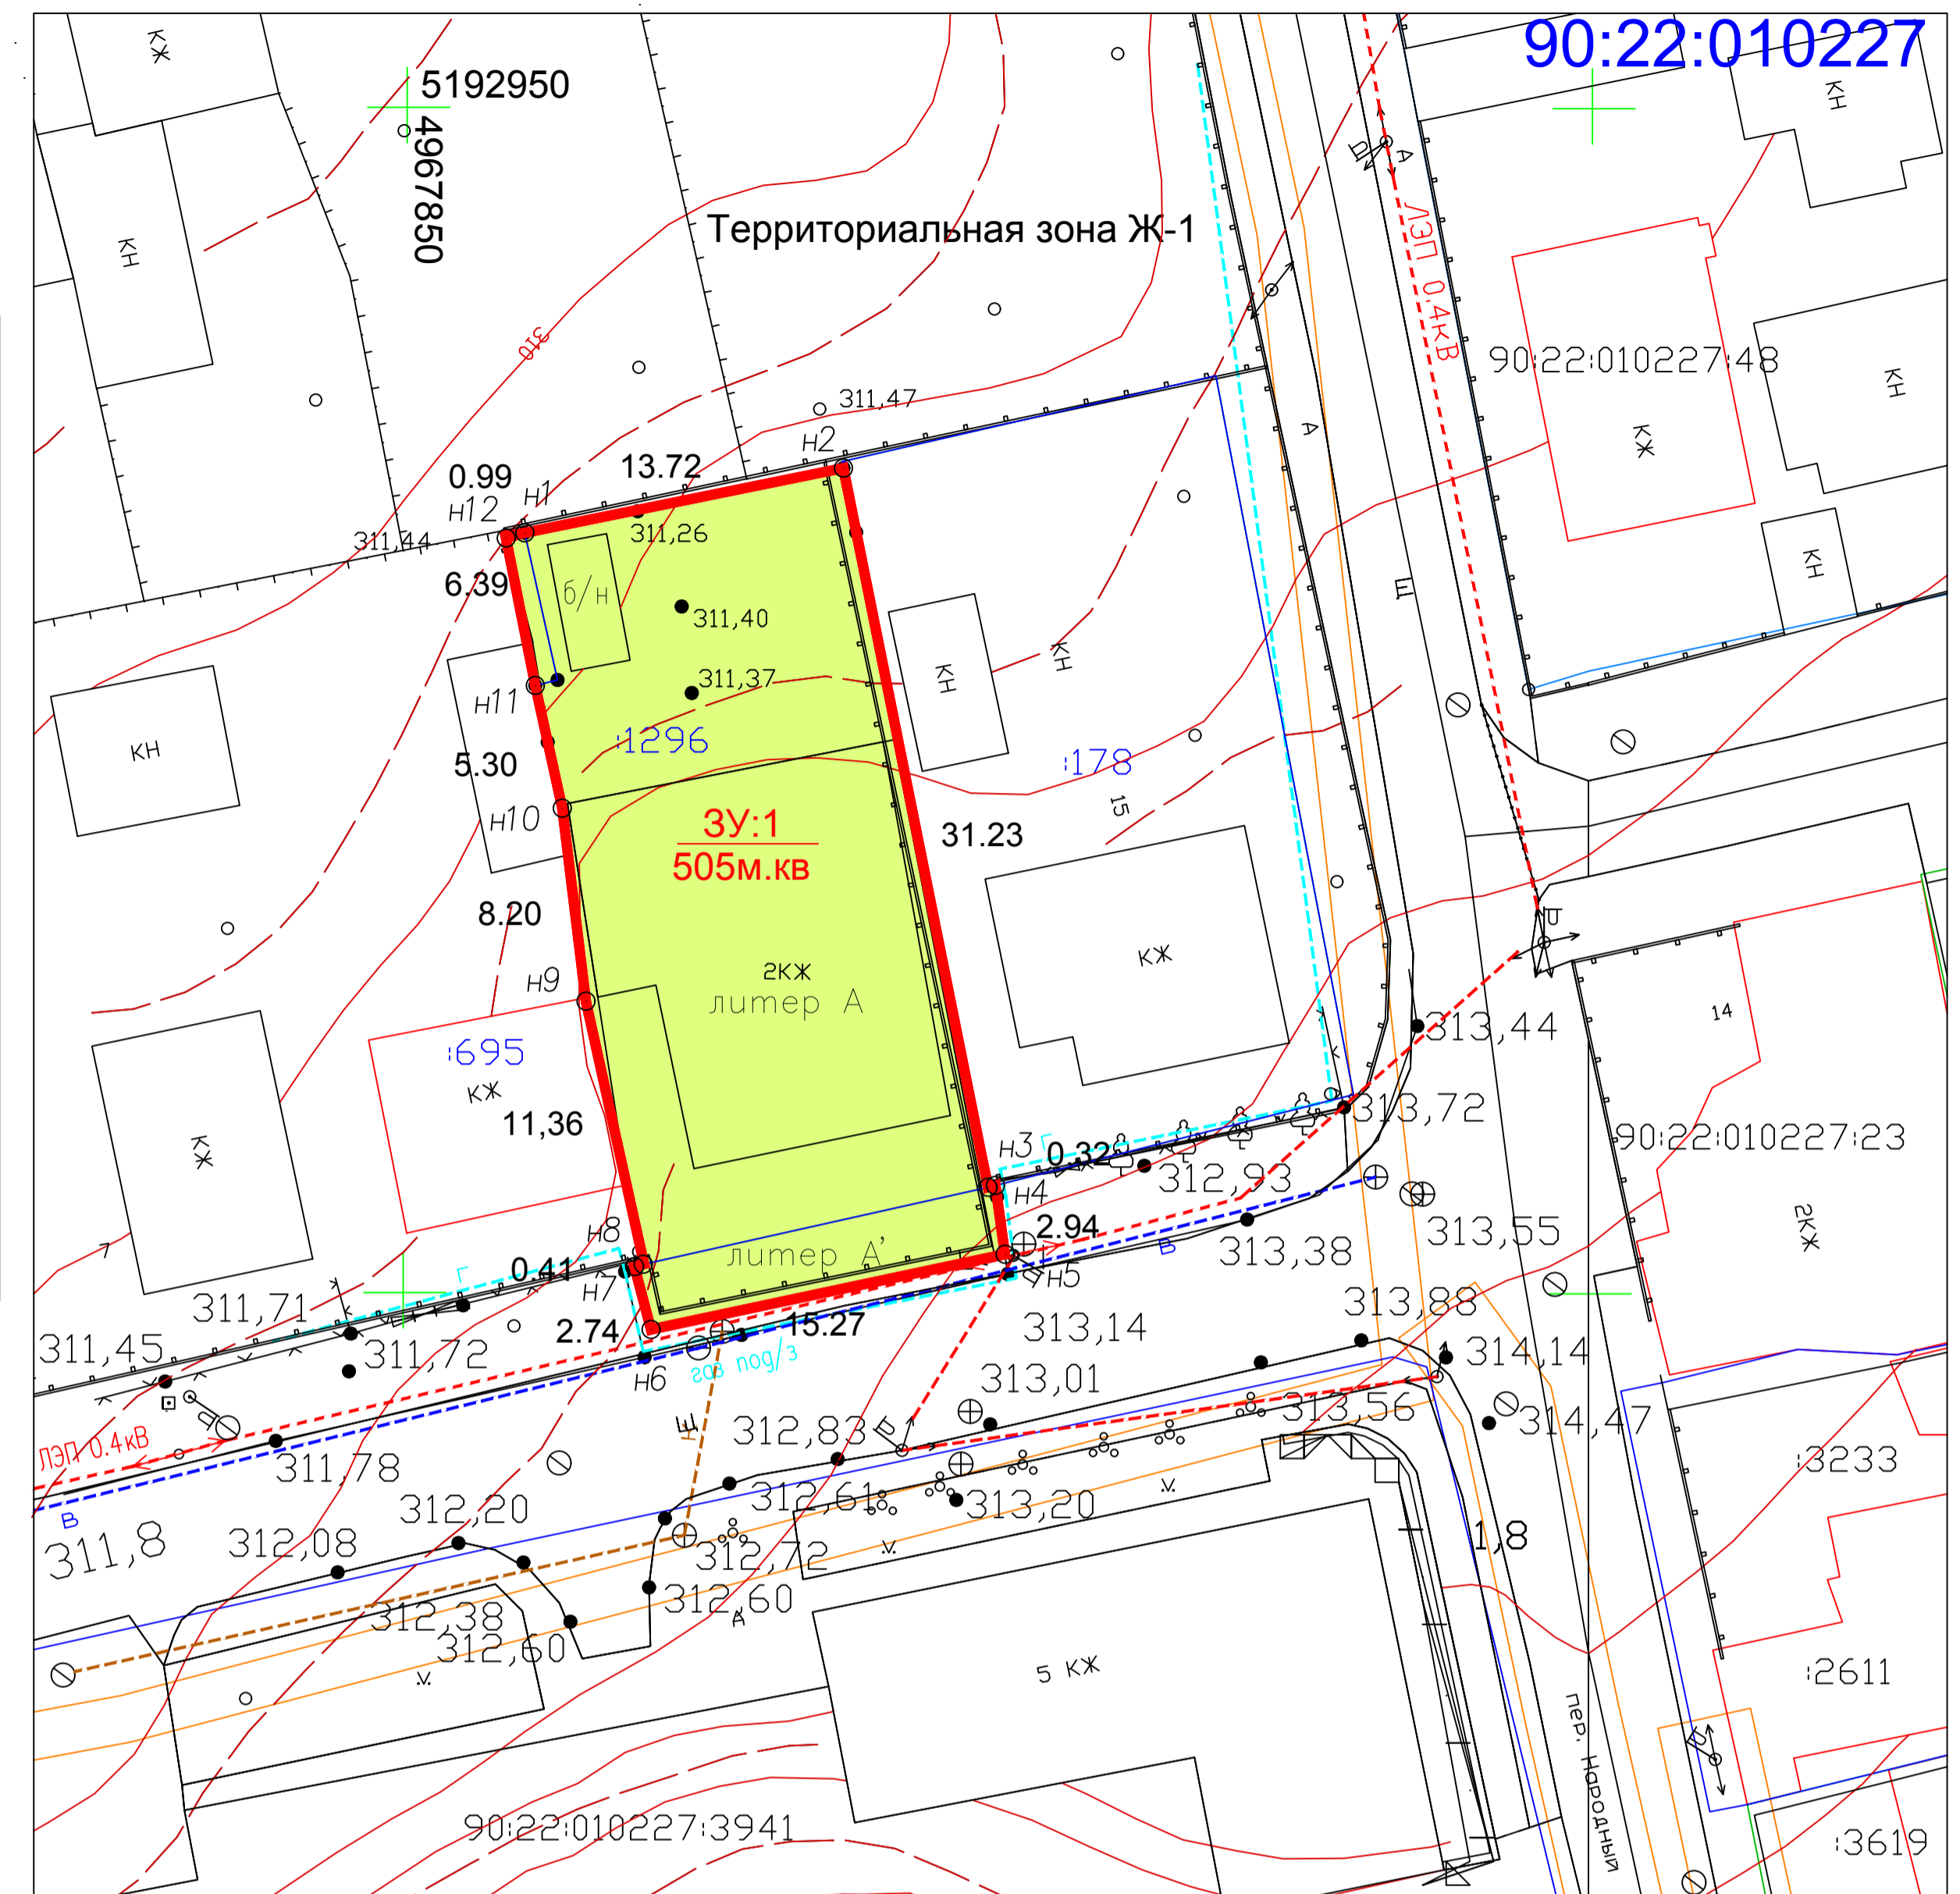 90:22:010227
КЖ
5192950
4967850
КН
КН
А
Территориальная зона Ж-1
ЛЭП 0.4кВ
310
90:22:010227:48
КЖ
КН
311,47
А
н2
13.72
0.99
н1
н12
311,44
311,26
КН
6.39
б/н
311,40
Щ
КН
КН
311,37
н11
:1296
КН
5.30
:178
15
н10
ЗУ:1
505м.кв
31.23
8.20
2КЖ
литер А
н9
КЖ
14
313,44
:695
КЖ
КЖ
11,36
313,72
90:22:010227:23
н3
0.32
Г
312,93
н4
2КЖ
7
н8
литер А'
2.94
313,38
313,55
В
0.41
Г
н7
н5
311,71
2.74
15.27
313,14
313,88
311,45
311,72
314,14
газ под/з
н6
313,01
313,56
314,47
ЛЭП 0.4кВ
312,83
311,78
:3233
В
312,61
313,20
311,8
312,20
312,08
312,72
1,8
312,38
312,60
312,60
А
5 КЖ
:2611
пер. Народный
90:22:010227:3941
:3619